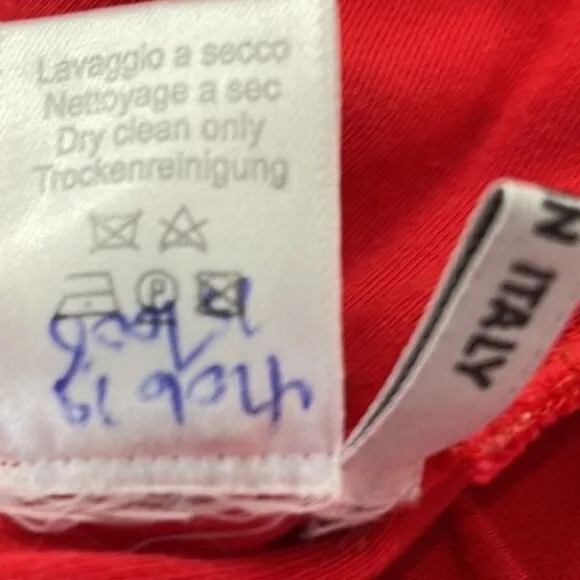 Lavaggio a secco
Nettoyage a sec
Dry clean only
Trockenreinigung
N ITALY